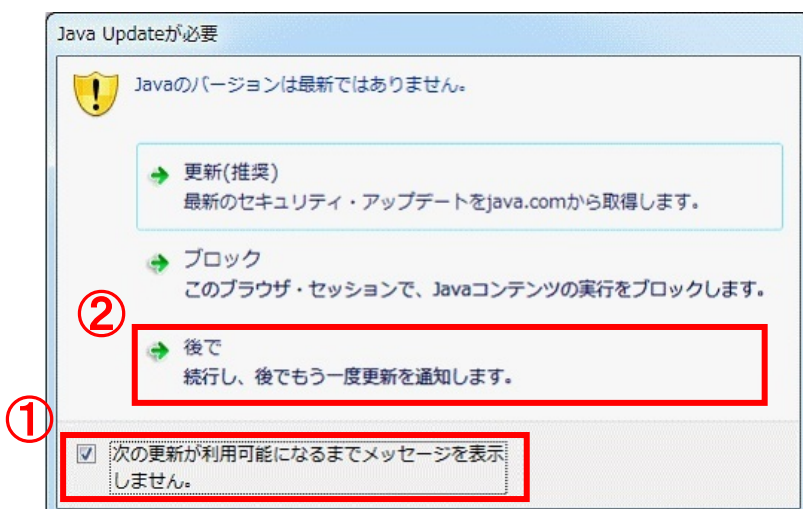 Java Updateが必要
Javaのバージョンは最新ではありません。
更新(推奨)
最新のセキュリティ・アップデートをjava.comから取得します。
ブロック
このブラウザ・セッションで、Javaコンテンツの実行をブロックします。
②
後で
続行し、後でもう一度更新を通知します。
①
次の更新が利用可能になるまでメッセージを表示
しません。